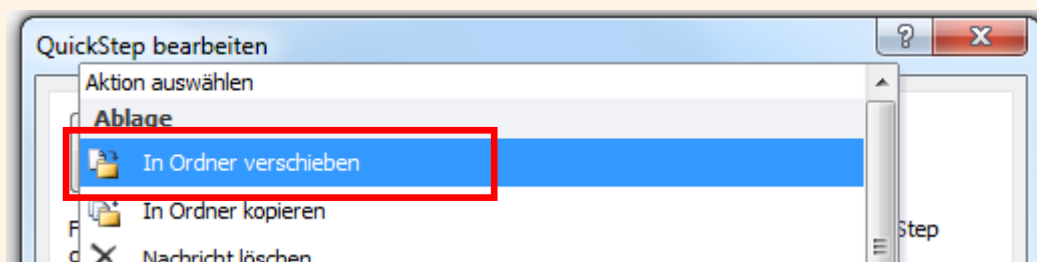 QuickStep bearbeiten
Aktion auswählen
Ablage
In Ordner verschieben
In Ordner kopieren
Step
Nachricht löschen